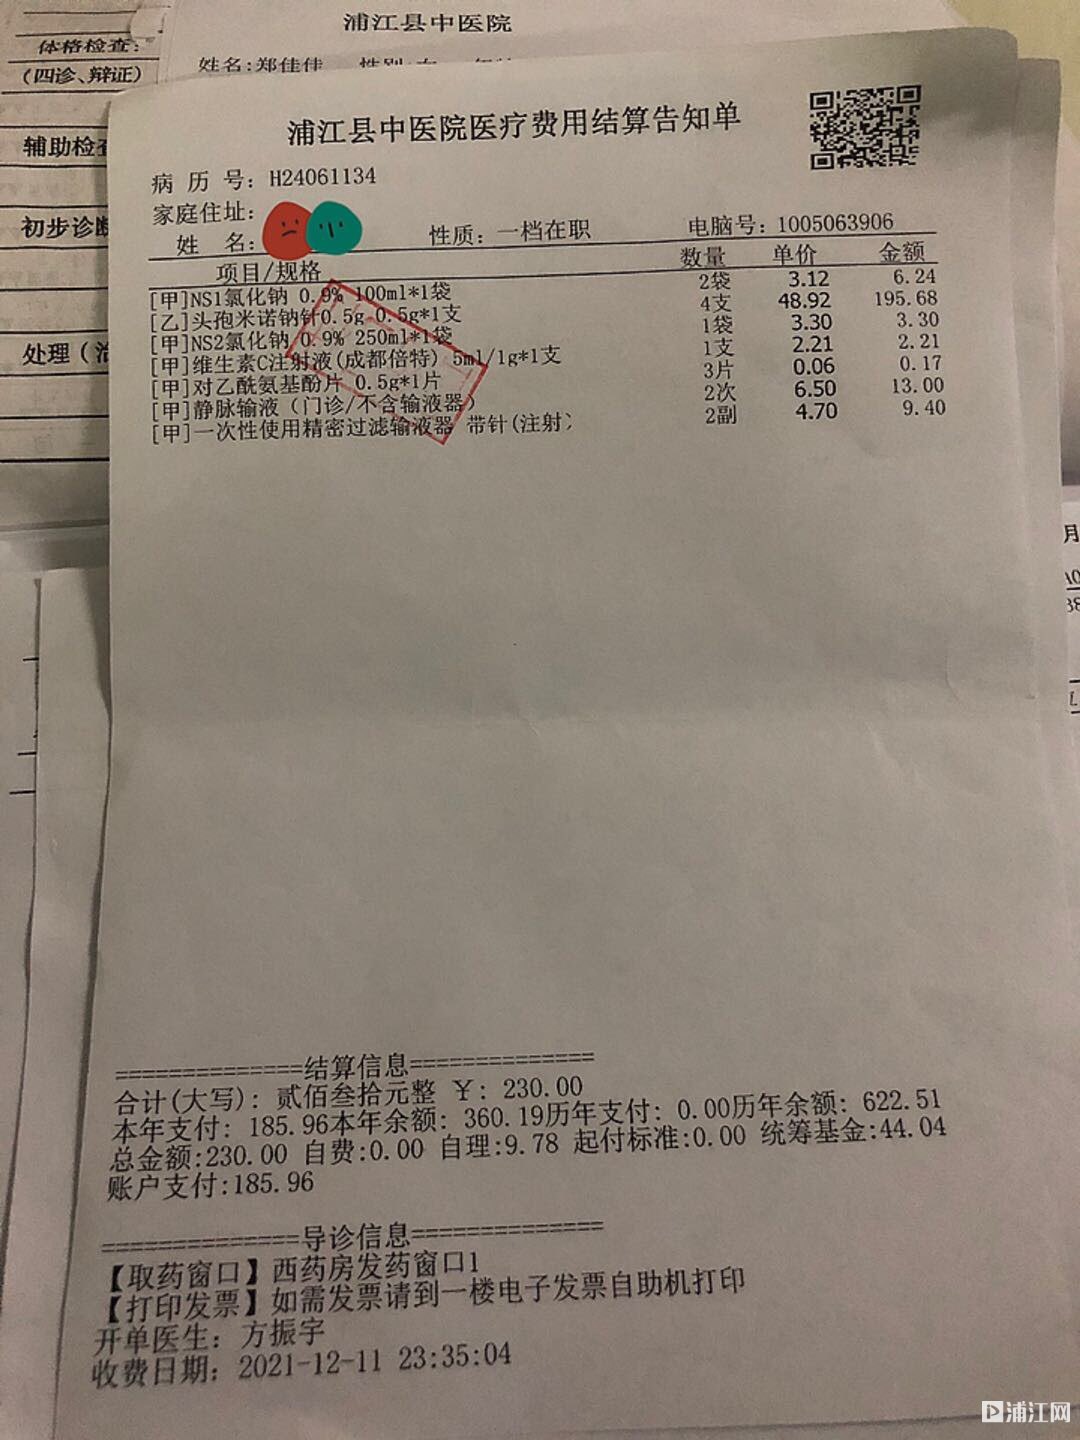 浦江县中医院
体格检查:
姓名:郑佳佳 性别:女
(四诊、辩证)
辅助检查
初步诊断
处理(治
浦江县中医院医疗费用结算告知单
病 历 号: H24061134
家庭住址:
姓 名: 性质: 一档在职 电脑号: 1005063906
项目/规格 数量 单价 金额
[甲]NS1氯化钠 0.9% 100ml*1袋 2袋 3.12 6.24
[乙]头孢米诺钠针0.5g 0.5g*1支 4支 48.92 195.68
[甲]NS2氯化钠 0.9% 250ml*1袋 1袋 3.30 3.30
[甲]维生素C注射液(成都倍特) 5ml/1g*1支 1支 2.21 2.21
[甲]对乙酰氨基酚片 0.5g*1片 3片 0.06 0.17
[甲]静脉输液(门诊/不含输液器) 2次 6.50 13.00
[甲]一次性使用精密过滤输液器 带针(注射) 2副 4.70 9.40
==============结算信息==============
合计(大写): 贰佰叁拾元整 ¥: 230.00
本年支付: 185.96本年余额: 360.19历年支付: 0.00历年余额: 622.51
总金额:230.00 自费:0.00 自理:9.78 起付标准:0.00 统筹基金:44.04
账户支付:185.96
==============导诊信息==============
【取药窗口】西药房发药窗口1
【打印发票】如需发票请到一楼电子发票自助机打印
开单医生: 方振宇
收费日期: 2021-12-11 23:35:04
月
浦江网